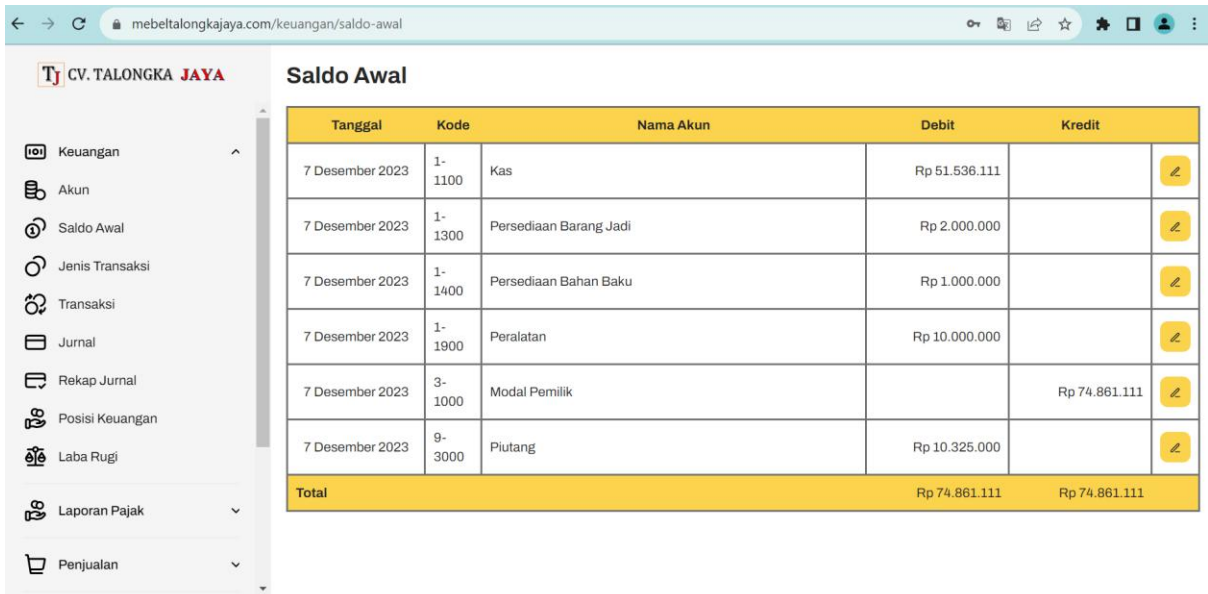 mebeltalongkajaya.com/keuangan/saldo-awal
TJ CV. TALONGKA JAYA
Keuangan
Akun
Saldo Awal
Jenis Transaksi
Transaksi
Jurnal
Rekap Jurnal
Posisi Keuangan
Laba Rugi
Laporan Pajak
Penjualan
Saldo Awal
Tanggal Kode Nama Akun Debit Kredit
7 Desember 2023 1-1100 Kas Rp 51.536.111
7 Desember 2023 1-1300 Persediaan Barang Jadi Rp 2.000.000
7 Desember 2023 1-1400 Persediaan Bahan Baku Rp 1.000.000
7 Desember 2023 1-1900 Peralatan Rp 10.000.000
7 Desember 2023 3-1000 Modal Pemilik Rp 74.861.111
7 Desember 2023 9-3000 Piutang Rp 10.325.000
Total Rp 74.861.111 Rp 74.861.111